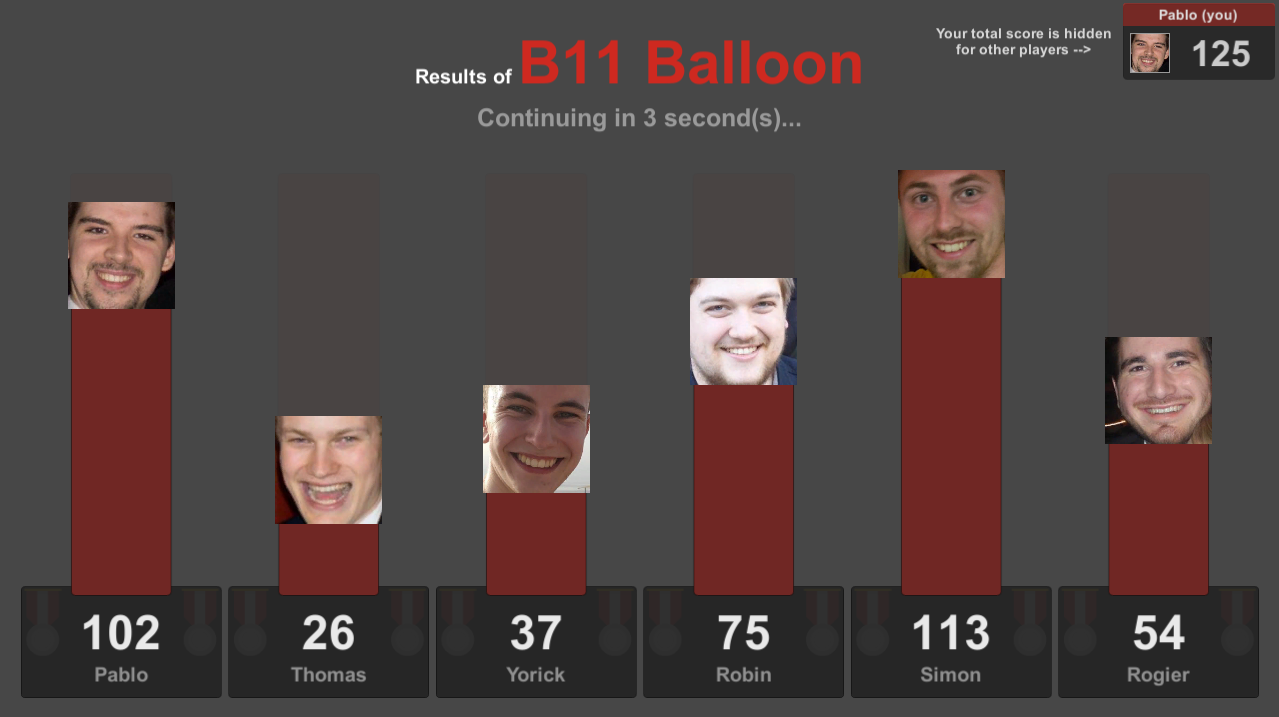 Pablo (you)
Your total score is hidden
for other players -->
125
Results of B11 Balloon
Continuing in 3 second(s)...
102
Pablo
26
Thomas
37
Yorick
75
Robin
113
Simon
54
Rogier